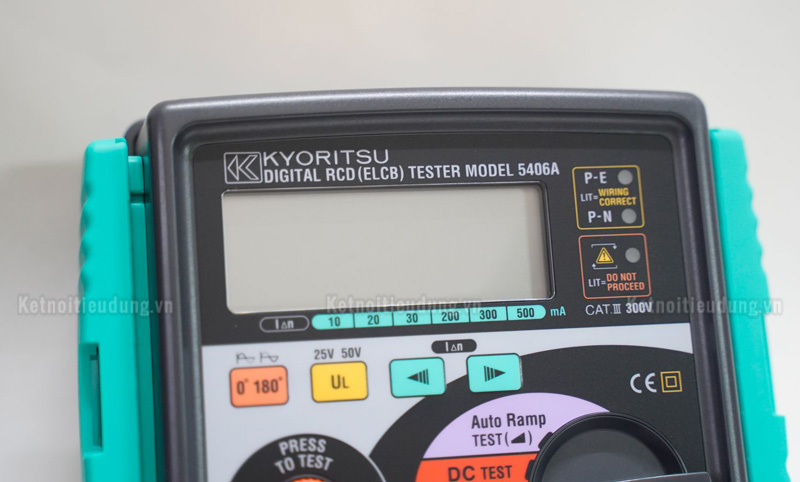 KYORITSU
DIGITAL RCD (ELCB) TESTER MODEL 5406A
P-E
LIT= WIRING CORRECT
P-N
LIT= DO NOT PROCEED
CAT.III 300V
Ketnoitieudung.vn Ketnoitieudung.vn Ketnoitieudung.vn
I△n 10 20 30 200 300 500 mA
I△n
25V 50V
0° 180° UL
CE
Auto Ramp
TEST(◢)
DC TEST
PRESS
TO TEST